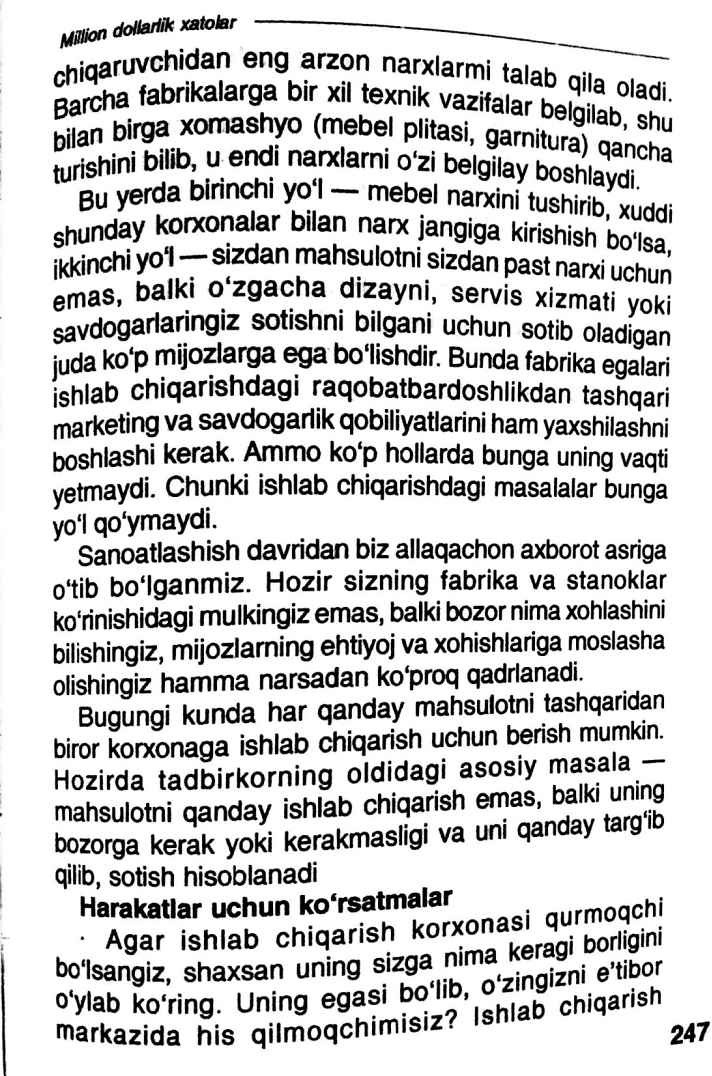 Million dollarlik xatolar
chiqaruvchidan eng arzon narxlarmi talab qila oladi.
Barcha fabrikalarga bir xil texnik vazifalar belgilab, shu
bilan birga xomashyo (mebel plitasi, garnitura) qancha
turishini bilib, u endi narxlarni o‘zi belgilay boshlaydi.
Bu yerda birinchi yo‘l — mebel narxini tushirib, xuddi
shunday korxonalar bilan narx jangiga kirishish bo‘lsa,
ikkinchi yo‘l — sizdan mahsulotni sizdan past narxi uchun
emas, balki o‘zgacha dizayni, servis xizmati yoki
savdogarlaringiz sotishni bilgani uchun sotib oladigan
juda ko‘p mijozlarga ega bo‘lishdir. Bunda fabrika egalari
ishlab chiqarishdagi raqobatbardoshlikdan tashqari
marketing va savdogarlik qobiliyatlarini ham yaxshilashni
boshlashi kerak. Ammo ko‘p hollarda bunga uning vaqti
yetmaydi. Chunki ishlab chiqarishdagi masalalar bunga
yo‘l qo‘ymaydi.
Sanoatlashish davridan biz allaqachon axborot asriga
o‘tib bo‘lganmiz. Hozir sizning fabrika va stanoklar
ko‘rinishidagi mulkingiz emas, balki bozor nima xohlashini
bilishingiz, mijozlarning ehtiyoj va xohishlariga moslasha
olishingiz hamma narsadan ko‘proq qadrlanadi.
Bugungi kunda har qanday mahsulotni tashqaridan
biror korxonaga ishlab chiqarish uchun berish mumkin.
Hozirda tadbirkorning oldidagi asosiy masala —
mahsulotni qanday ishlab chiqarish emas, balki uning
bozorga kerak yoki kerakmasligi va uni qanday targ‘ib
qilib, sotish hisoblanadi
Harakatlar uchun ko‘rsatmalar
· Agar ishlab chiqarish korxonasi qurmoqchi
bo‘lsangiz, shaxsan uning sizga nima keragi borligini
o‘ylab ko‘ring. Uning egasi bo‘lib, o‘zingizni e’tibor
markazida his qilmoqchimisiz? Ishlab chiqarish
247